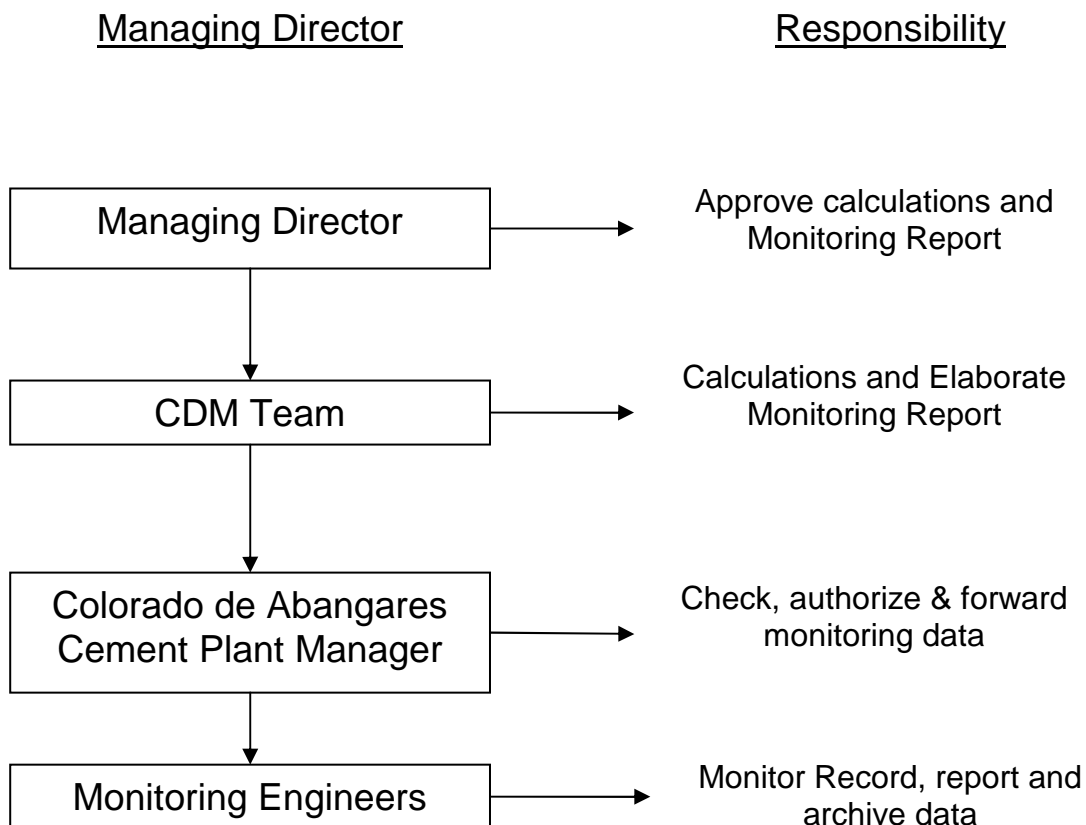 Managing Director
Responsibility
Managing Director
Approve calculations and
Monitoring Report
CDM Team
Calculations and Elaborate
Monitoring Report
Colorado de Abangares
Cement Plant Manager
Check, authorize & forward
monitoring data
Monitoring Engineers
Monitor Record, report and
archive data